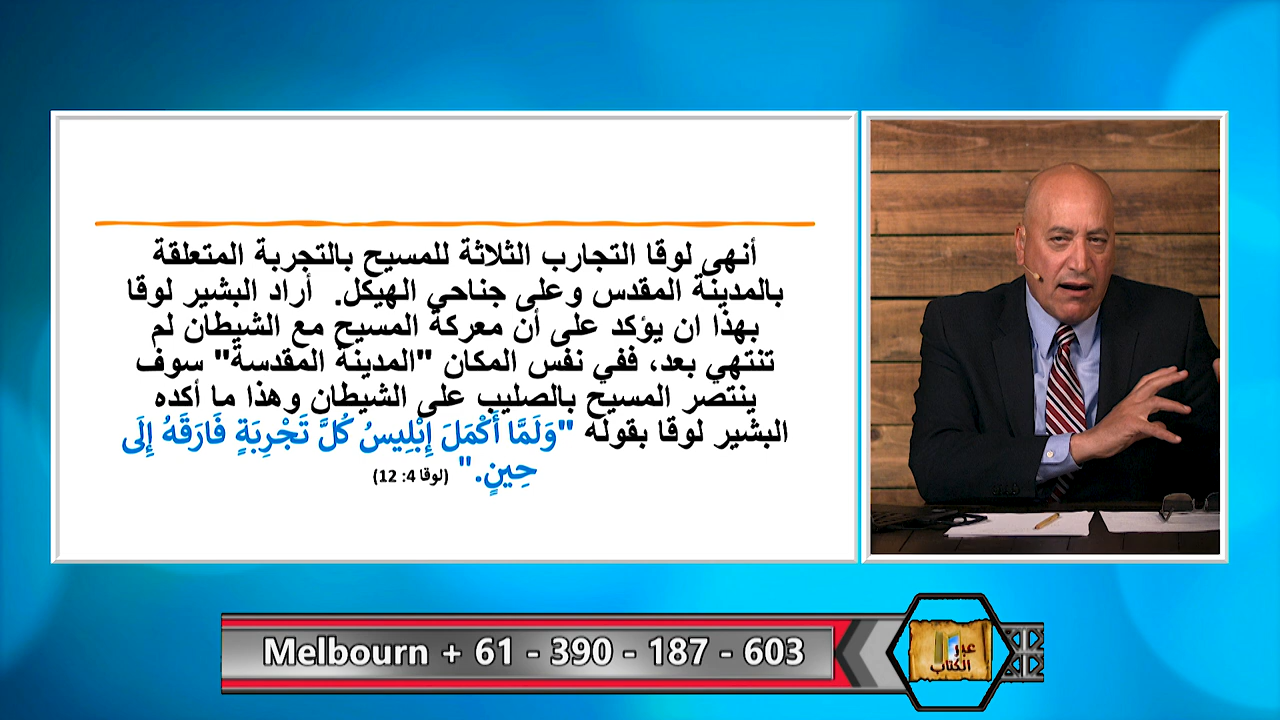 أنهى لوقا التجارب الثلاثة للمسيح بالتجربة المتعلقة
بالمدينة المقدس وعلى جناحي الهيكل. أراد البشير لوقا
بهذا ان يؤكد على أن معركة المسيح مع الشيطان لم
تنتهي بعد، ففي نفس المكان "المدينة المقدسة" سوف
ينتصر المسيح بالصليب على الشيطان وهذا ما أكده
البشير لوقا بقوله "وَلَمَّا أَكْمَلَ إِبْلِيسُ كُلَّ تَجْرِبَةٍ فَارَقَهُ إِلَى
حِينٍ." (لوقا 4: 12)
Melbourn + 61 - 390 - 187 - 603
عبر
الكتاب